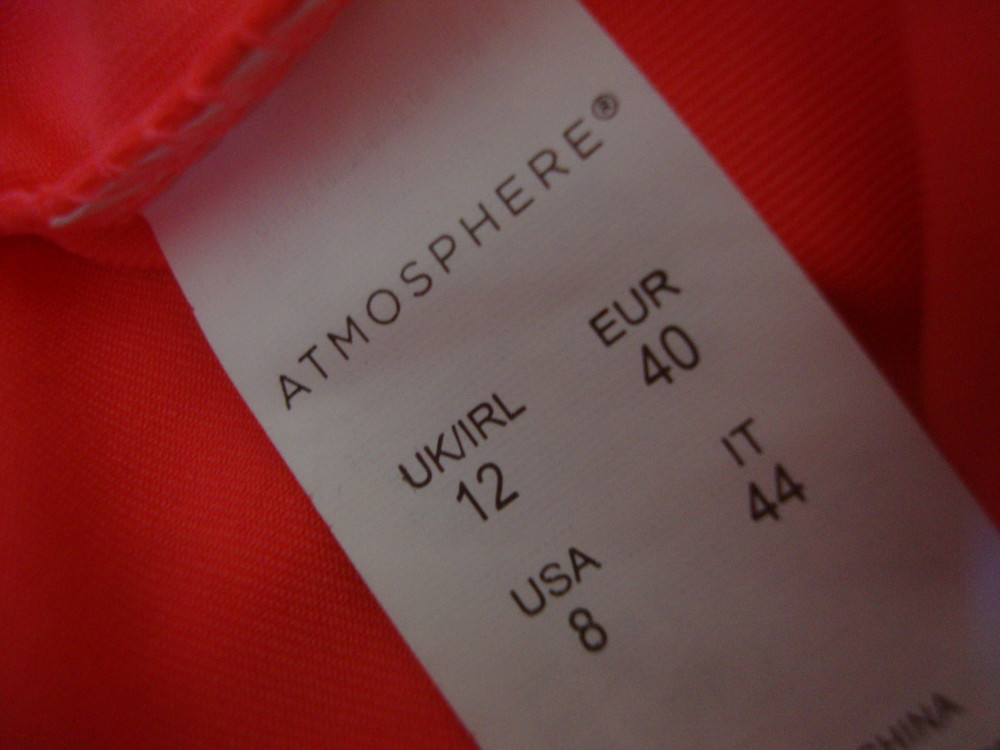 ATMOSPHERE®
UK/IRL EUR
12 40
USA IT
8 44